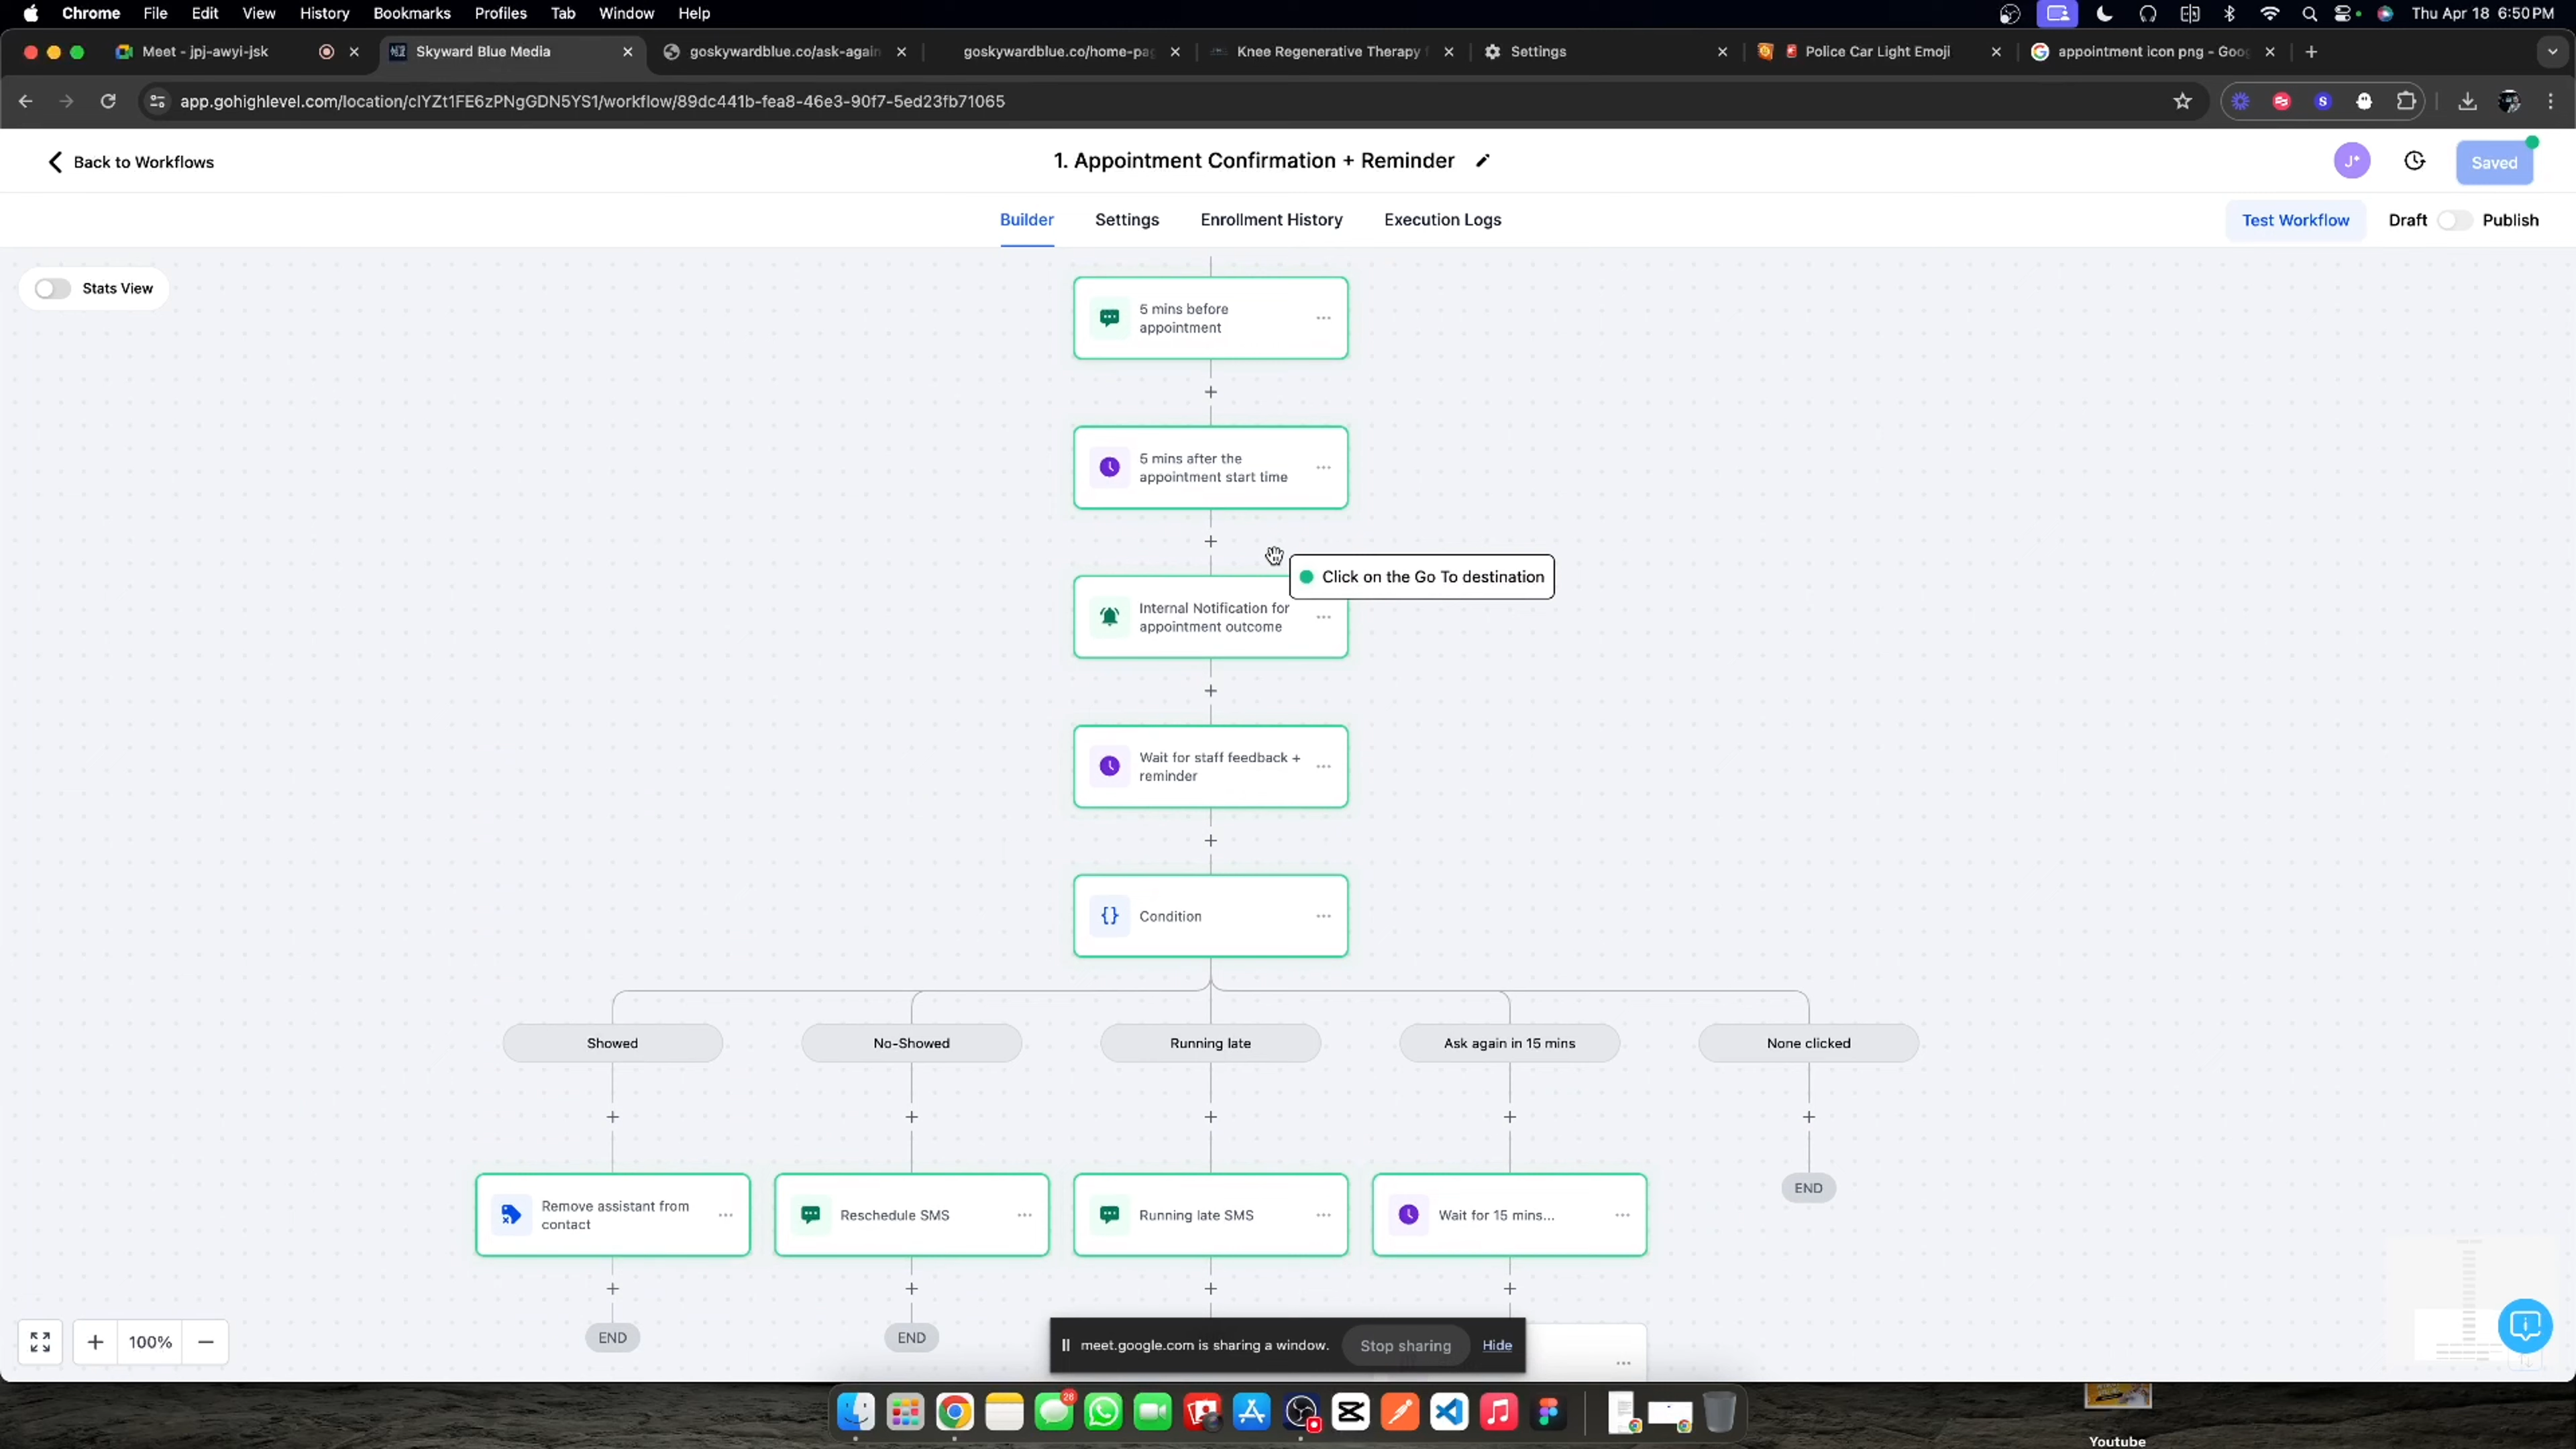 Chrome File Edit View History Bookmarks Profiles Tab Window Help Thu Apr 18 6:50 PM
Meet - jpj-awyi-jsk Skyward Blue Media goskywardblue.co/ask-again goskywardblue.co/home-pag Knee Regenerative Therapy Settings Police Car Light Emoji appointment icon png - Goog
app.gohighlevel.com/location/cIYZt1FE6zPNgGDN5YS1/workflow/89dc441b-fea8-46e3-90f7-5ed23fb71065
Back to Workflows 1. Appointment Confirmation + Reminder J* Saved
Builder Settings Enrollment History Execution Logs Test Workflow Draft Publish
Stats View
5 mins before
appointment
5 mins after the
appointment start time
Click on the Go To destination
Internal Notification for
appointment outcome
Wait for staff feedback +
reminder
{} Condition
Showed No-Showed Running late Ask again in 15 mins None clicked
Remove assistant from
contact
Reschedule SMS Running late SMS Wait for 15 mins...
END
END END
100%
meet.google.com is sharing a window. Stop sharing Hide
28
Youtube